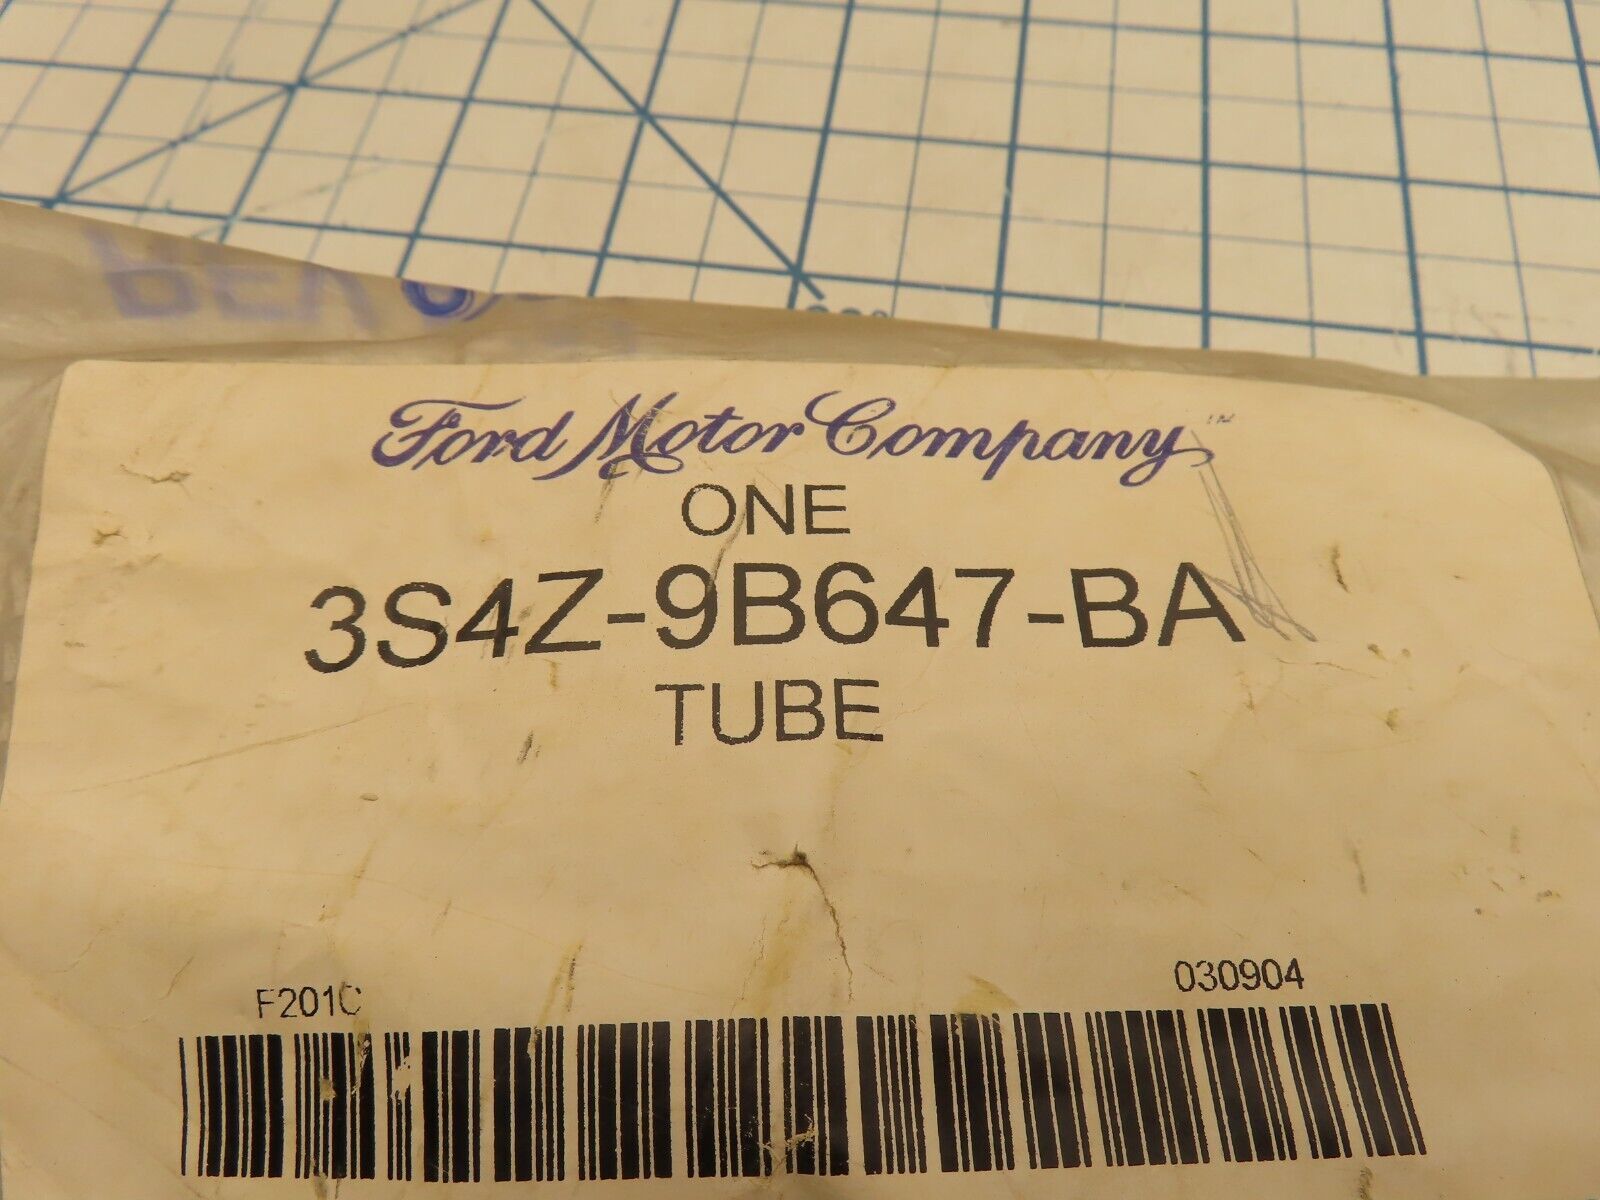 Ford Motor Company
ONE
3S4Z-9B647-BA
TUBE
F201C
030904